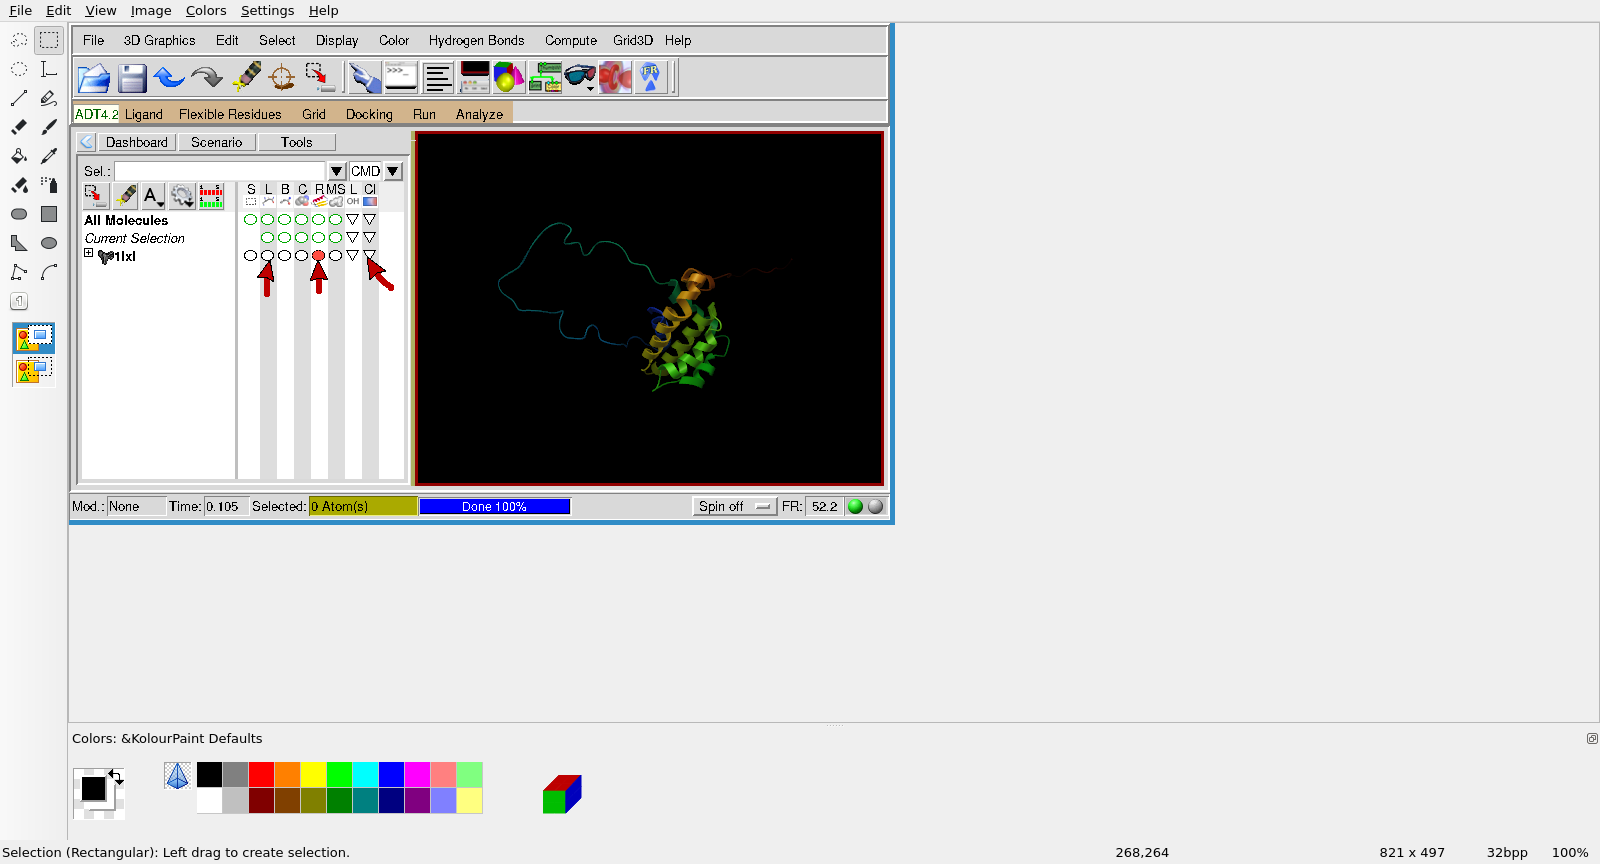 File Edit View Image Colors Settings Help
File 3D Graphics Edit Select Display Color Hydrogen Bonds Compute Grid3D Help
>>>_
FR
ADT4.2 Ligand Flexible Residues Grid Docking Run Analyze
Dashboard Scenario Tools
Sel.: CMD
A
S L B C R MS L Cl
OH
All Molecules
Current Selection
1lxl
1
Mod.: None Time: 0.105 Selected: 0 Atom(s) Done 100% Spin off FR: 52.2
Colors: &KolourPaint Defaults
Selection (Rectangular): Left drag to create selection. 268,264 821 x 497 32bpp 100%